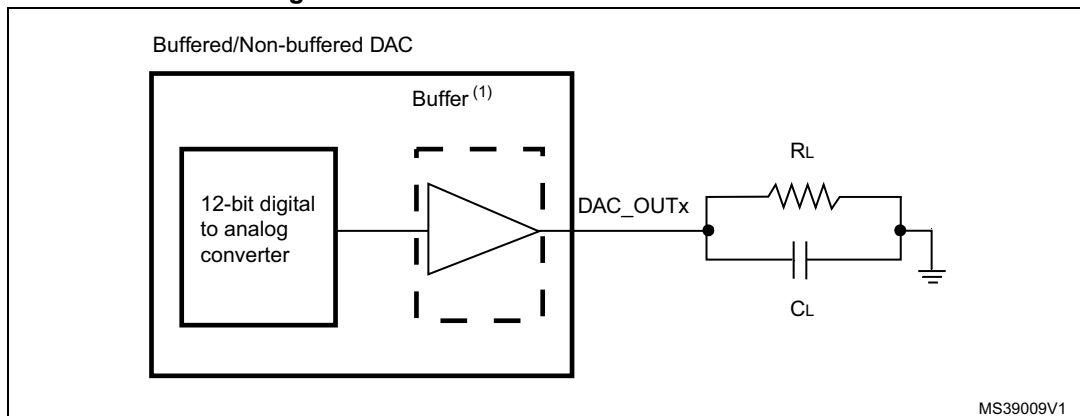 Buffered/Non-buffered DAC
Buffer (1)
12-bit digital
to analog
converter
DAC_OUTx
RL
CL
MS39009V1